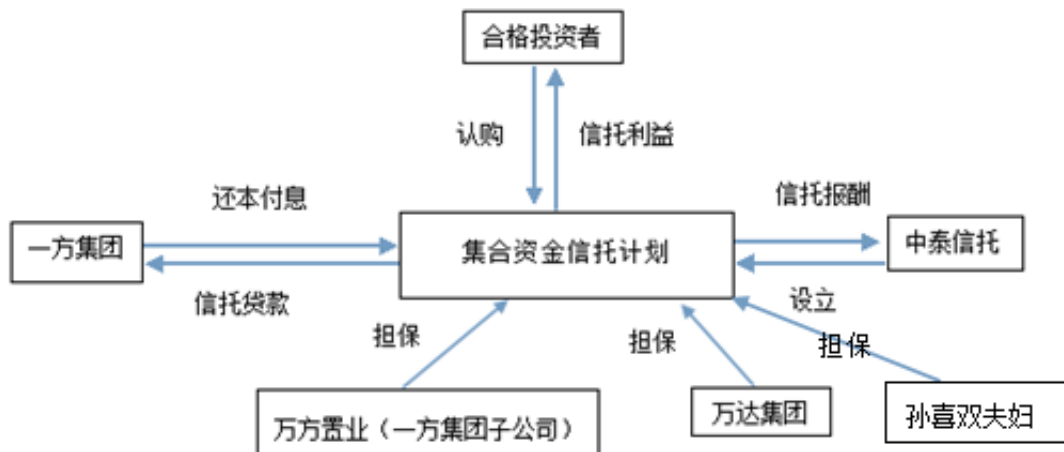 合格投资者
认购
信托利益
还本付息
信托报酬
一方集团
集合资金信托计划
中泰信托
信托贷款
设立
担保
担保
担保
万方置业（一方集团子公司）
万达集团
孙喜双夫妇